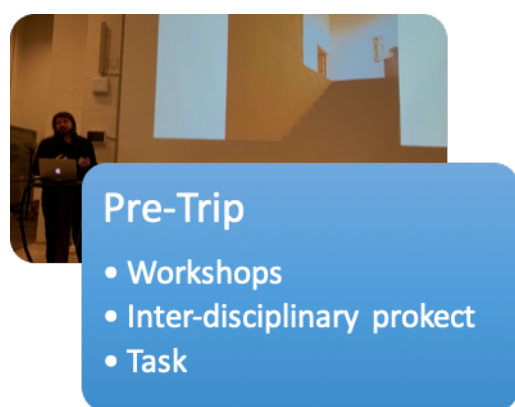 Pre-Trip
• Workshops
• Inter-disciplinary prokect
• Task